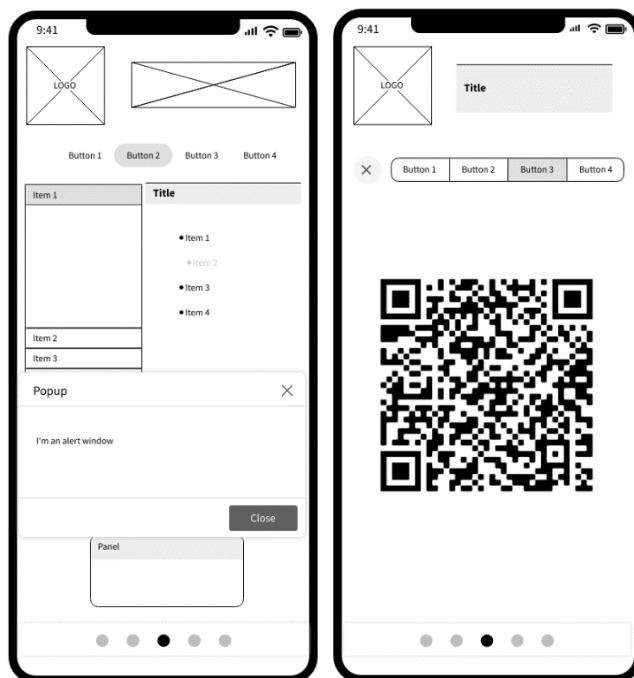 9:41
LOGO
Button 1 Button 2 Button 3 Button 4
Item 1
Title
Item 1
Item 2
Item 3
Item 4
Item 2
Item 3
Popup
I'm an alert window
Close
Panel
9:41
LOGO
Title
Button 1 Button 2 Button 3 Button 4